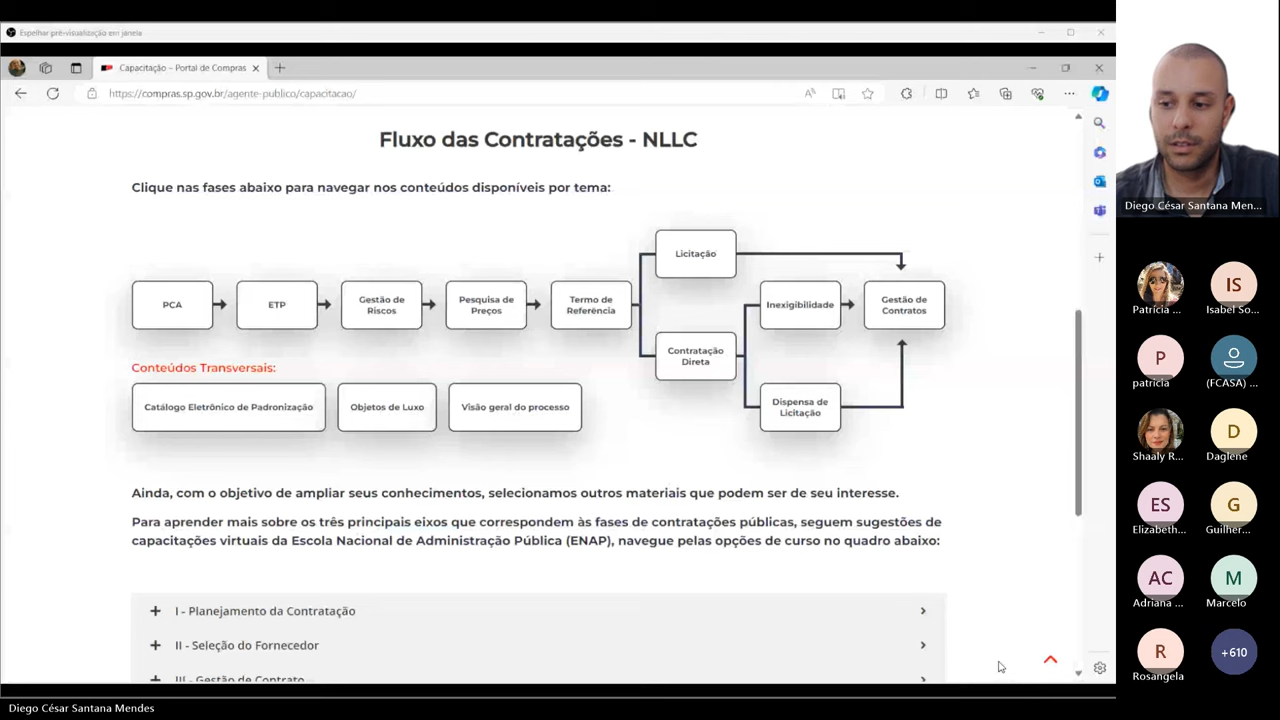 Espelhar pré-visualização em janela
Capacitação – Portal de Compras
https://compras.sp.gov.br/agente-publico/capacitacao/
Fluxo das Contratações - NLLC
Clique nas fases abaixo para navegar nos conteúdos disponíveis por tema:
PCA
ETP
Gestão de
Riscos
Pesquisa de
Preços
Termo de
Referência
Licitação
Contratação
Direta
Inexigibilidade
Dispensa de
Licitação
Gestão de
Contratos
Conteúdos Transversais:
Catálogo Eletrônico de Padronização
Objetos de Luxo
Visão geral do processo
Ainda, com o objetivo de ampliar seus conhecimentos, selecionamos outros materiais que podem ser de seu interesse.
Para aprender mais sobre os três principais eixos que correspondem às fases de contratações públicas, seguem sugestões de
capacitações virtuais da Escola Nacional de Administração Pública (ENAP), navegue pelas opções de curso no quadro abaixo:
I - Planejamento da Contratação
II - Seleção do Fornecedor
III - Gestão de Contrato
Diego César Santana Mendes
Diego César Santana Men...
Patrícia ...
IS
Isabel So...
P
patricia
(FCASA) ...
Shaaly R...
D
Daglene
ES
Elizabeth...
G
Guilher...
AC
Adriana ...
M
Marcelo
R
Rosangela
+610